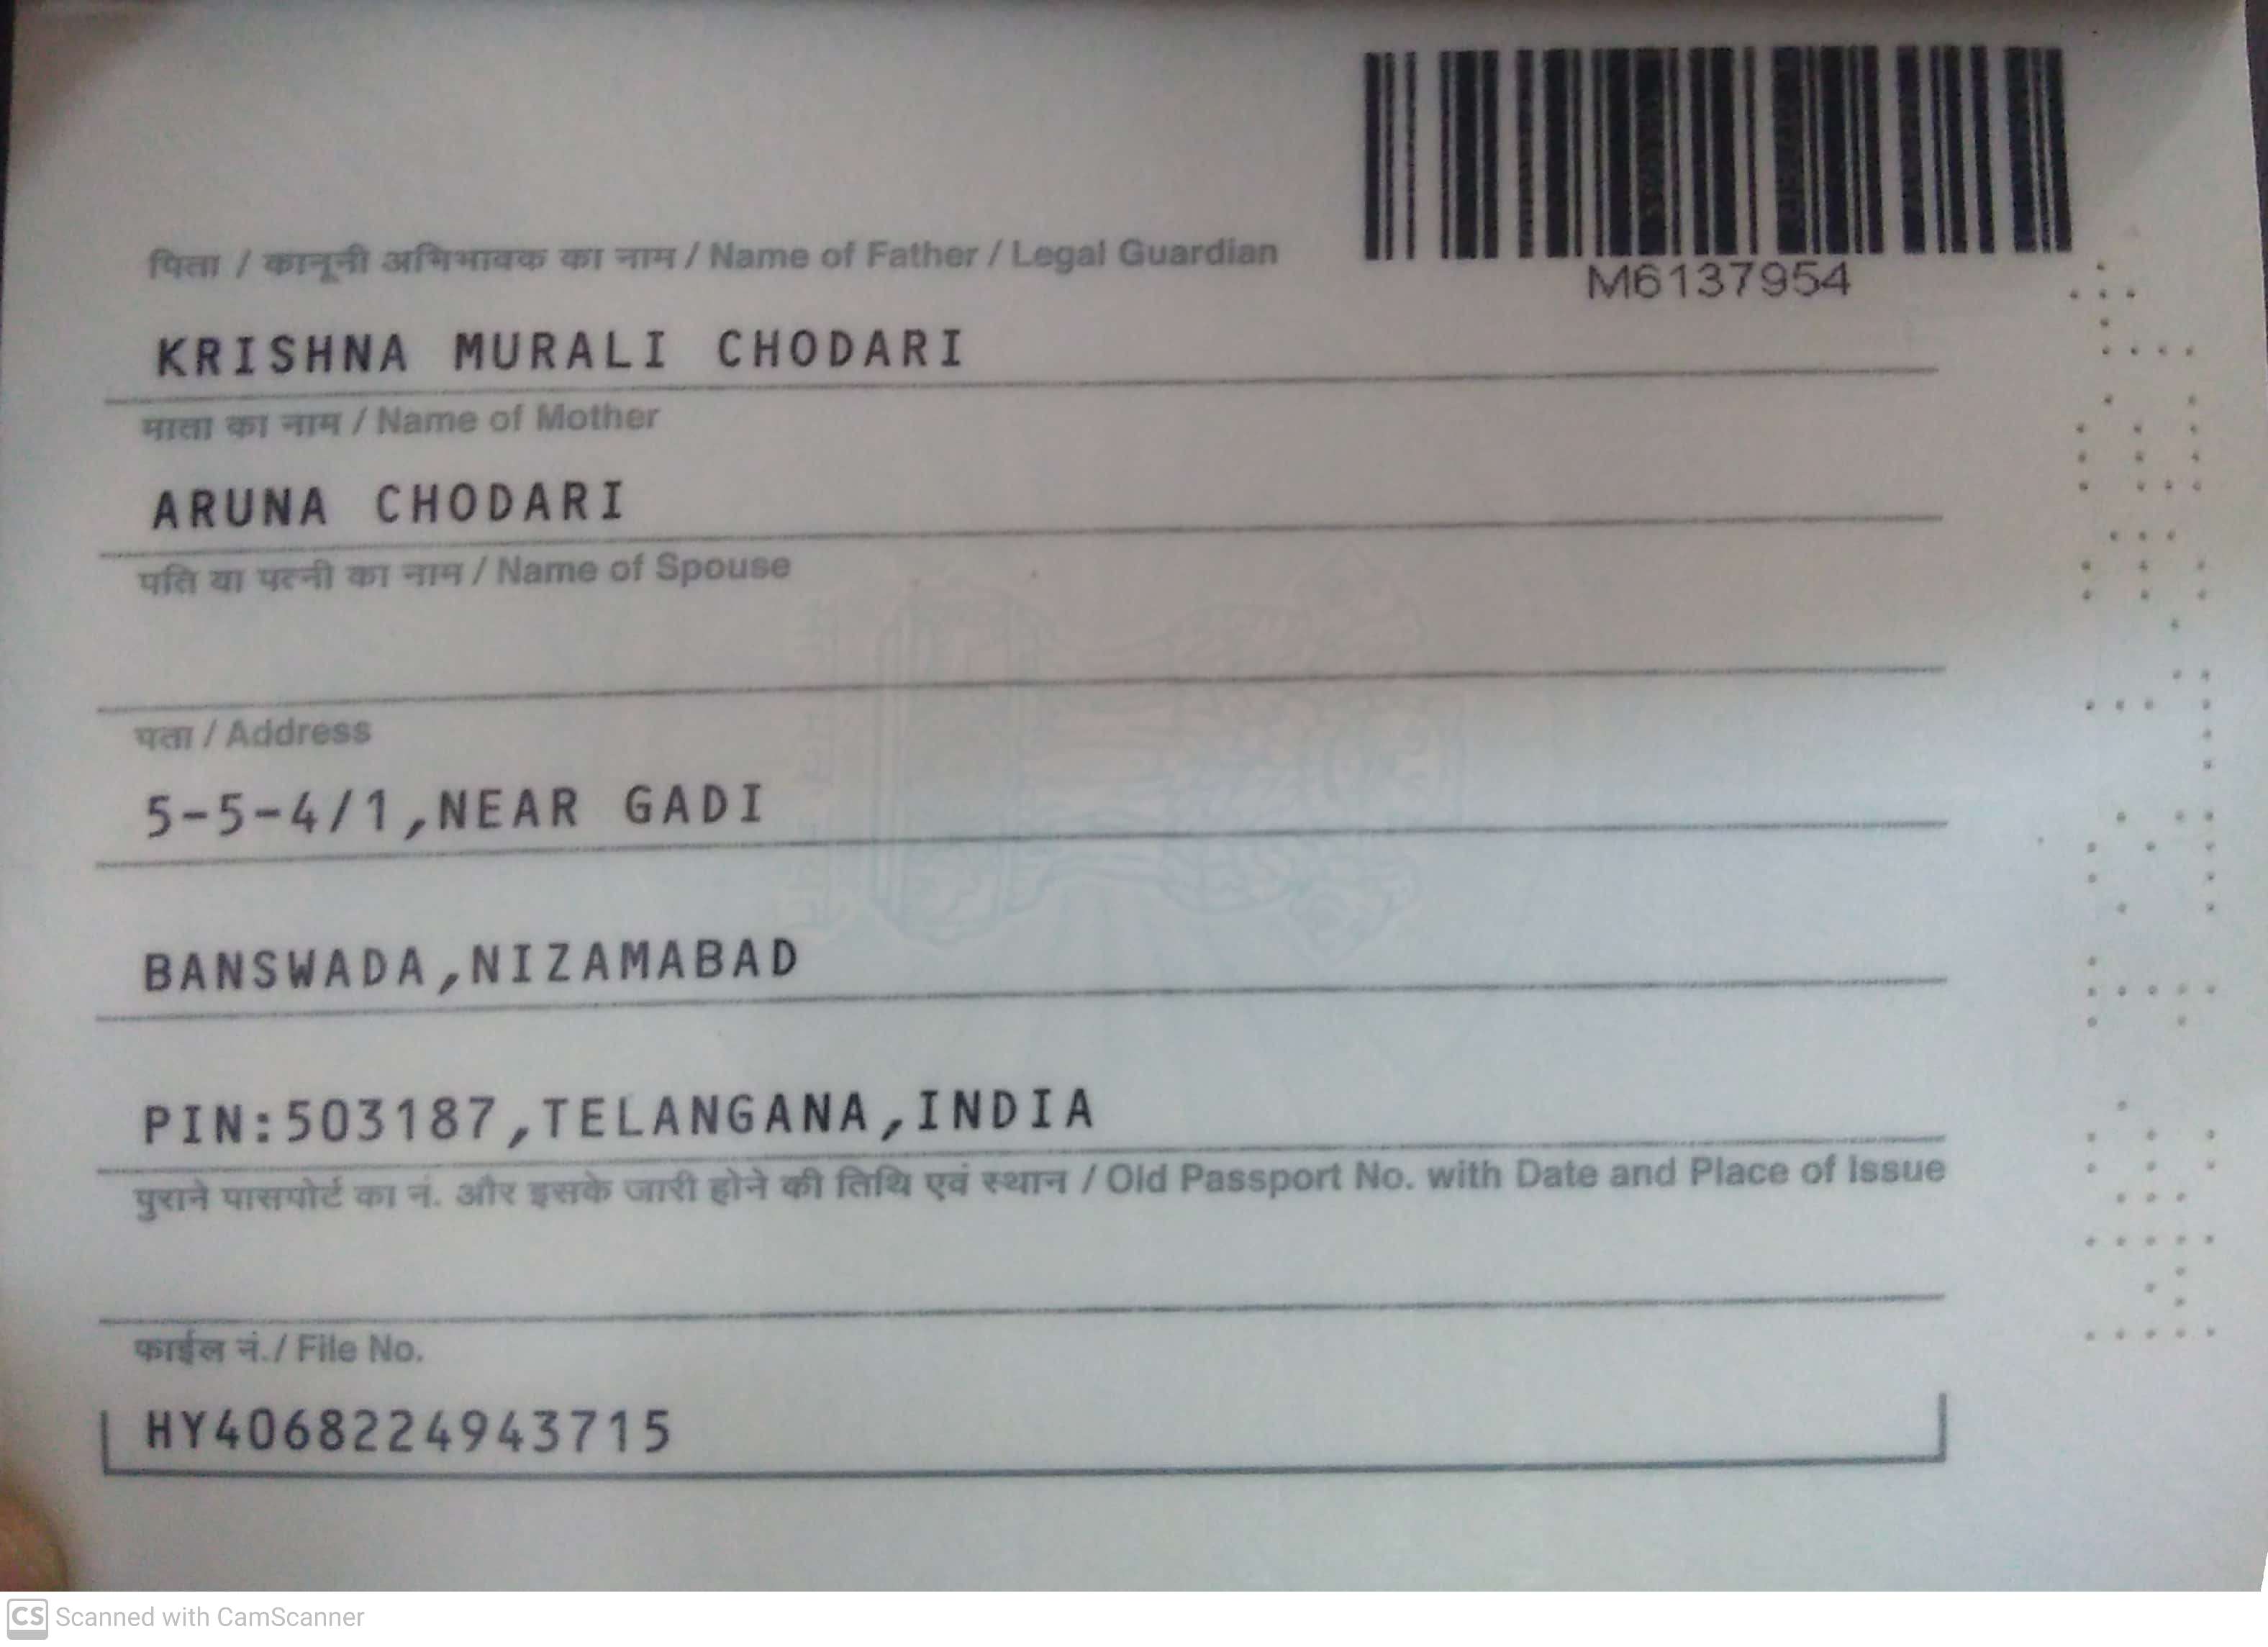 M6137954
पिता / कानूनी अभिभावक का नाम / Name of Father / Legal Guardian
KRISHNA MURALI CHODARI
माता का नाम / Name of Mother
ARUNA CHODARI
पति या पत्नी का नाम / Name of Spouse
पता / Address
5-5-4/1,NEAR GADI
BANSWADA,NIZAMABAD
PIN:503187,TELANGANA,INDIA
पुराने पासपोर्ट का नं. और इसके जारी होने की तिथि एवं स्थान / Old Passport No. with Date and Place of Issue
फाईल नं./ File No.
HY4068224943715
CS Scanned with CamScanner